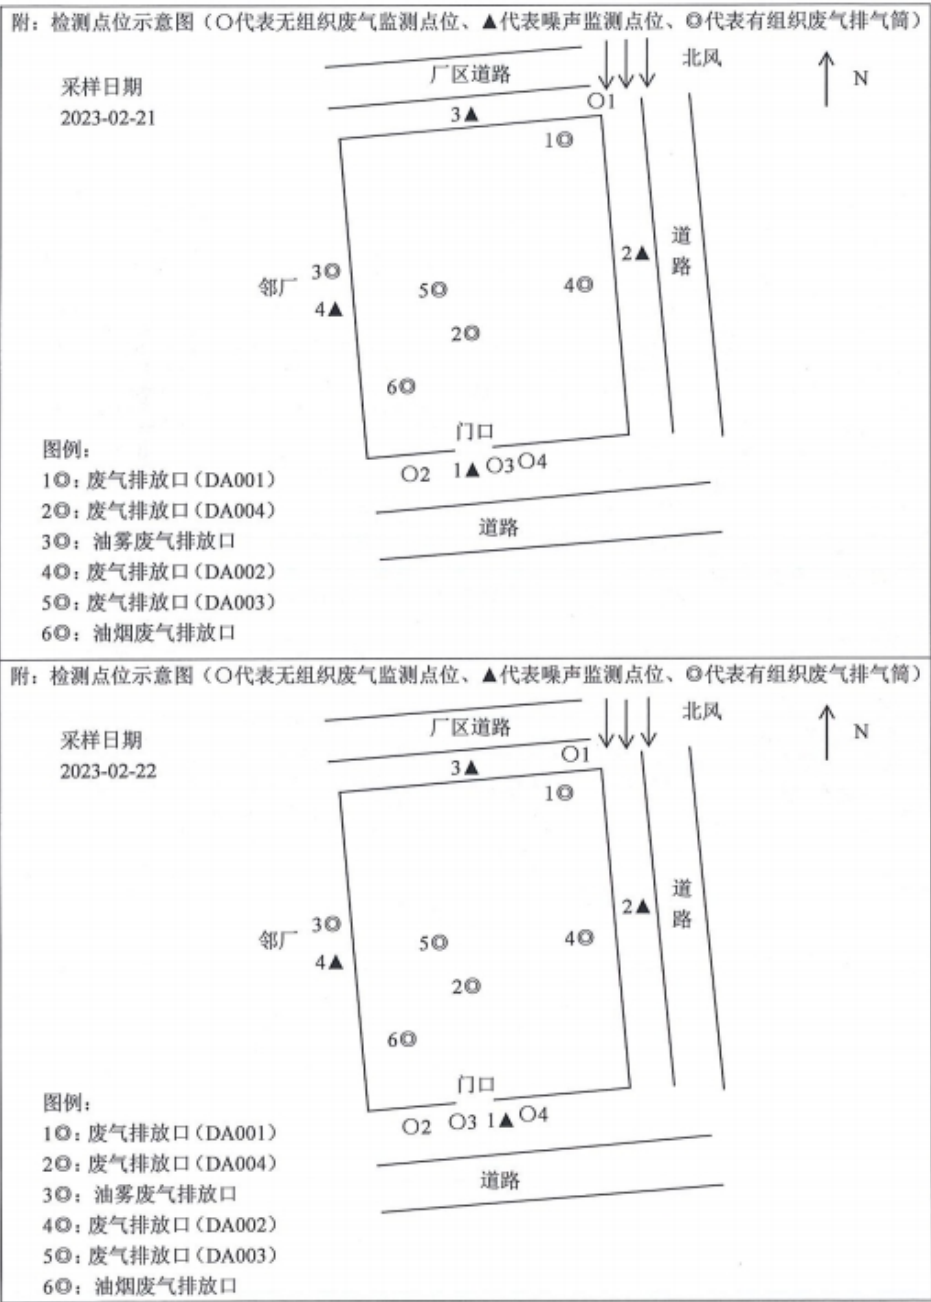 附：检测点位示意图（○代表无组织废气监测点位、▲代表噪声监测点位、◎代表有组织废气排气筒）
北风
厂区道路
N
采样日期
2023-02-21
○1
3▲
1◎
道路
2▲
3◎
邻厂
5◎
4◎
4▲
2◎
6◎
门口
○2 1▲ ○3 ○4
道路
图例：
1◎：废气排放口（DA001）
2◎：废气排放口（DA004）
3◎：油雾废气排放口
4◎：废气排放口（DA002）
5◎：废气排放口（DA003）
6◎：油烟废气排放口
附：检测点位示意图（○代表无组织废气监测点位、▲代表噪声监测点位、◎代表有组织废气排气筒）
北风
厂区道路
N
采样日期
2023-02-22
○1
3▲
1◎
道路
2▲
3◎
邻厂
5◎
4◎
4▲
2◎
6◎
门口
○2 ○3 1▲ ○4
道路
图例：
1◎：废气排放口（DA001）
2◎：废气排放口（DA004）
3◎：油雾废气排放口
4◎：废气排放口（DA002）
5◎：废气排放口（DA003）
6◎：油烟废气排放口